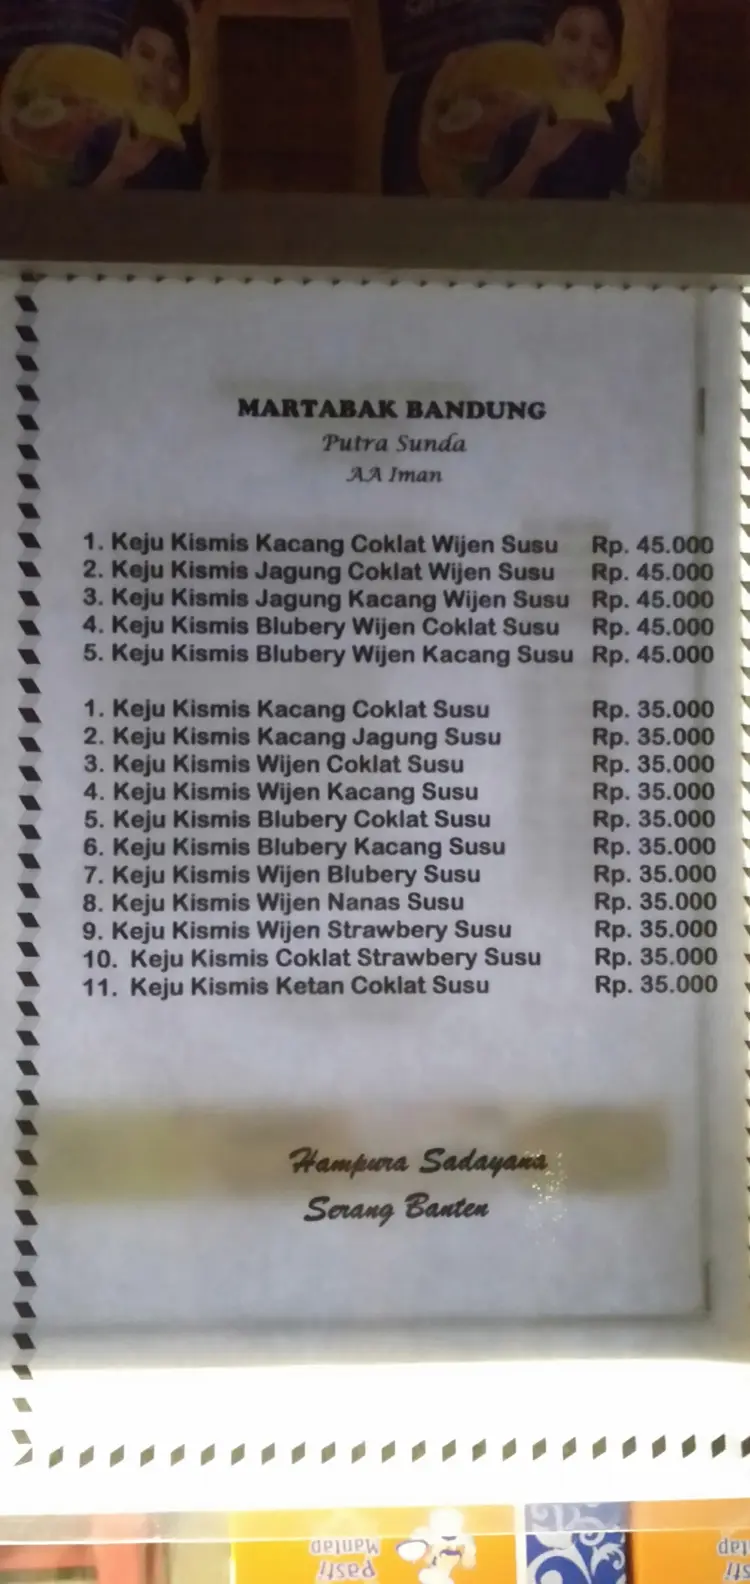 MARTABAK BANDUNG
Putra Sunda
AA Iman
1. Keju Kismis Kacang Coklat Wijen Susu Rp. 45.000
2. Keju Kismis Jagung Coklat Wijen Susu Rp. 45.000
3. Keju Kismis Jagung Kacang Wijen Susu Rp. 45.000
4. Keju Kismis Blubery Wijen Coklat Susu Rp. 45.000
5. Keju Kismis Blubery Wijen Kacang Susu Rp. 45.000
1. Keju Kismis Kacang Coklat Susu Rp. 35.000
2. Keju Kismis Kacang Jagung Susu Rp. 35.000
3. Keju Kismis Wijen Coklat Susu Rp. 35.000
4. Keju Kismis Wijen Kacang Susu Rp. 35.000
5. Keju Kismis Blubery Coklat Susu Rp. 35.000
6. Keju Kismis Blubery Kacang Susu Rp. 35.000
7. Keju Kismis Wijen Blubery Susu Rp. 35.000
8. Keju Kismis Wijen Nanas Susu Rp. 35.000
9. Keju Kismis Wijen Strawbery Susu Rp. 35.000
10. Keju Kismis Coklat Strawbery Susu Rp. 35.000
11. Keju Kismis Ketan Coklat Susu Rp. 35.000
Hampura Sadayana
Serang Banten
Pasti
Mantap